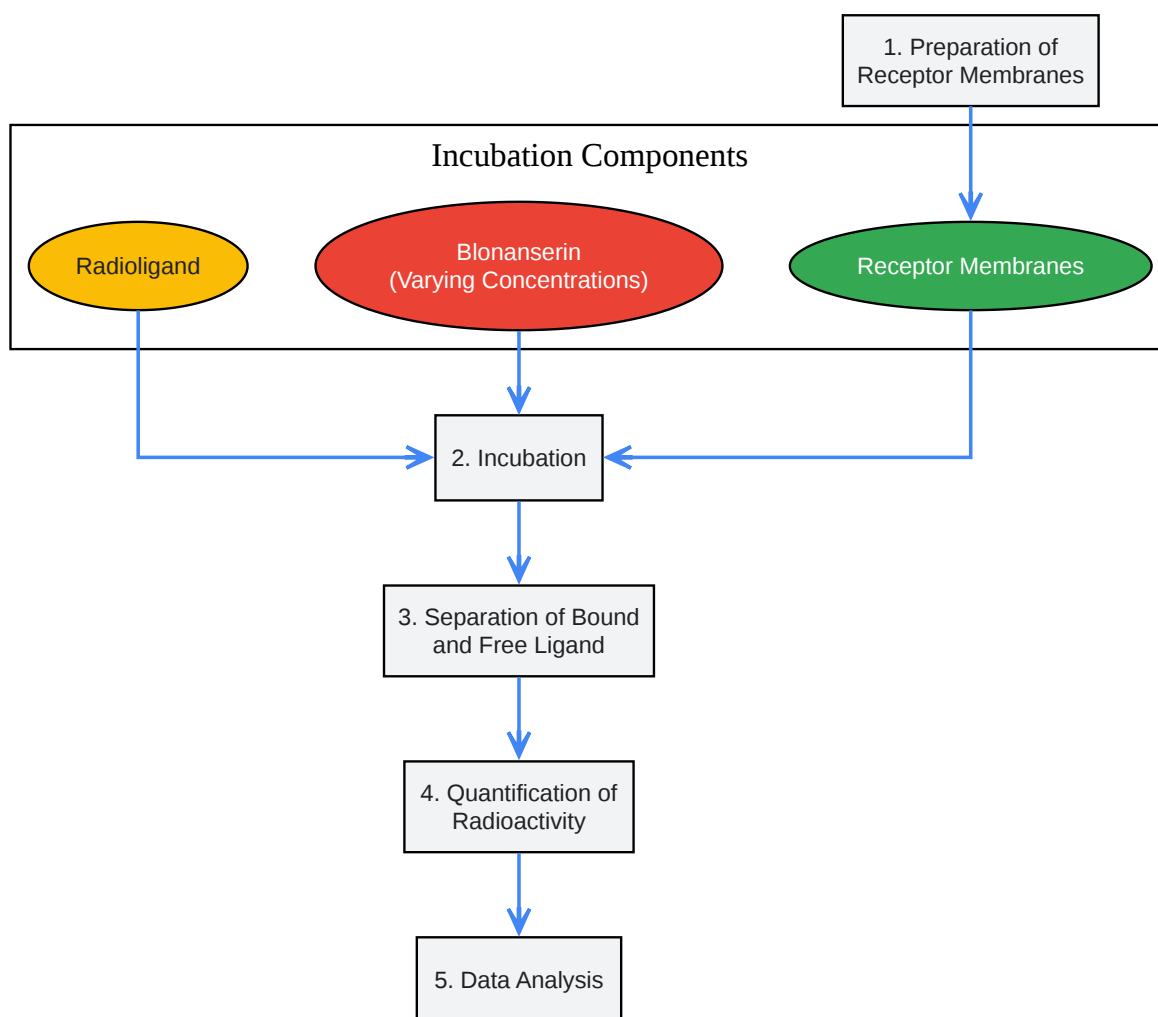 1. Preparation of
Receptor Membranes
Incubation Components
Radioligand
Blonanserin
(Varying Concentrations)
Receptor Membranes
2. Incubation
3. Separation of Bound
and Free Ligand
4. Quantification of
Radioactivity
5. Data Analysis